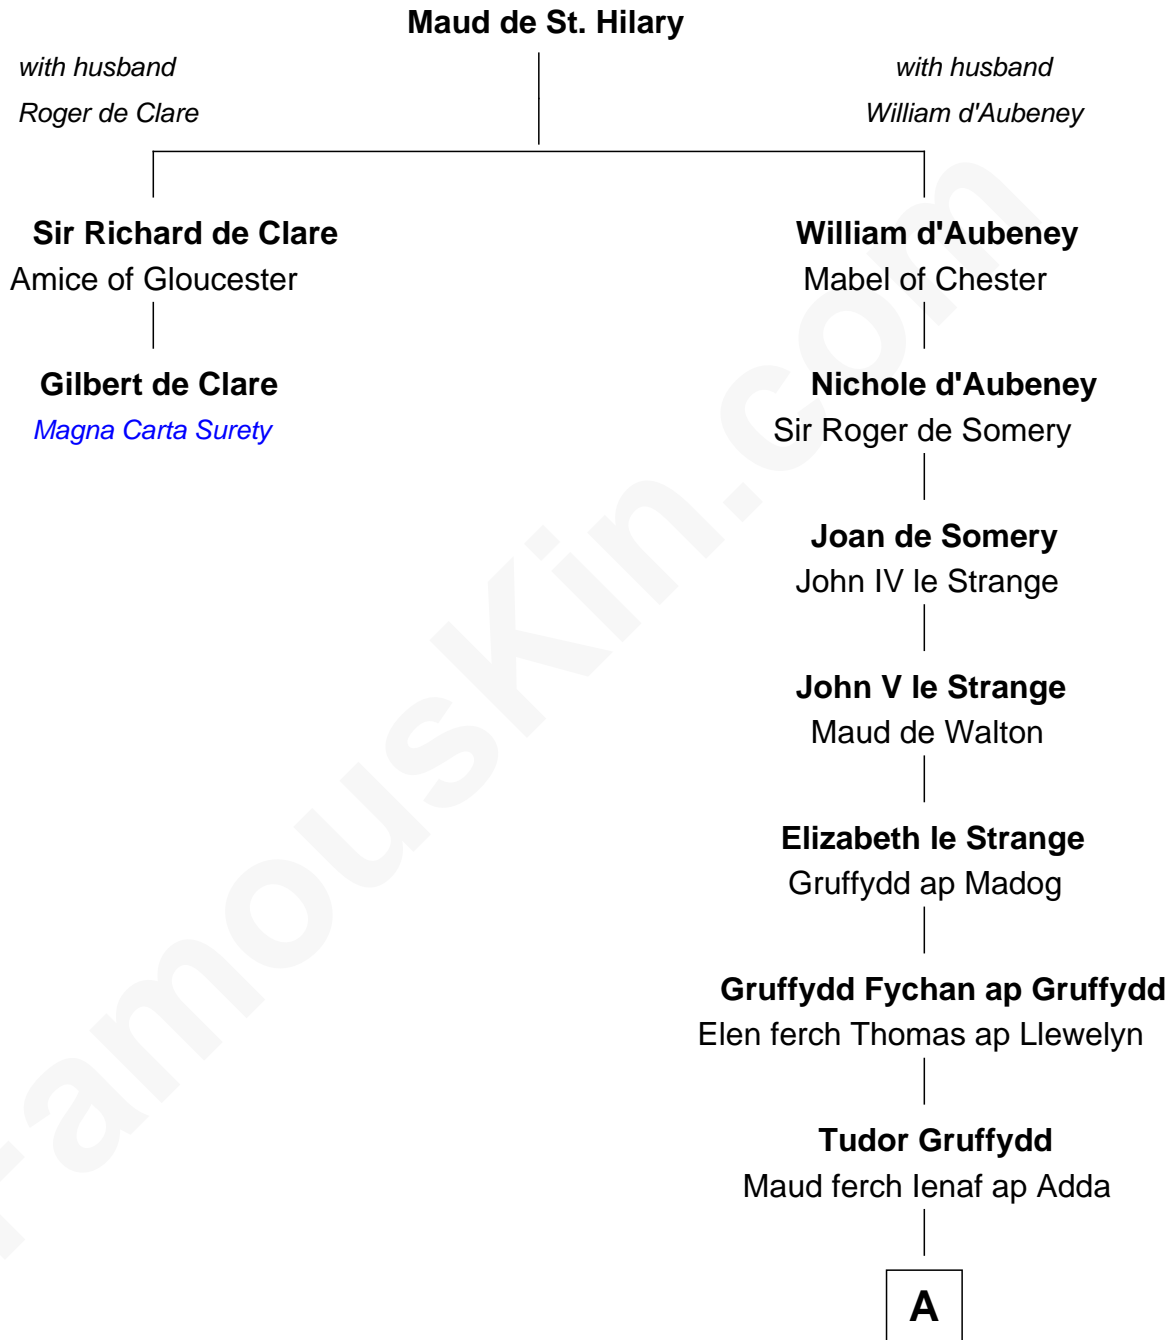 Maud de St. Hilary
with husband
Roger de Clare
with husband
William d'Aubeney
Sir Richard de Clare
Amice of Gloucester
William d'Aubeney
Mabel of Chester
Gilbert de Clare
Magna Carta Surety
Nichole d'Aubeney
Sir Roger de Somery
Joan de Somery
John IV le Strange
John V le Strange
Maud de Walton
Elizabeth le Strange
Gruffydd ap Madog
Gruffydd Fychan ap Gruffydd
Elen ferch Thomas ap Llewelyn
Tudor Gruffydd
Maud ferch Ienaf ap Adda
A
FamousKin.com